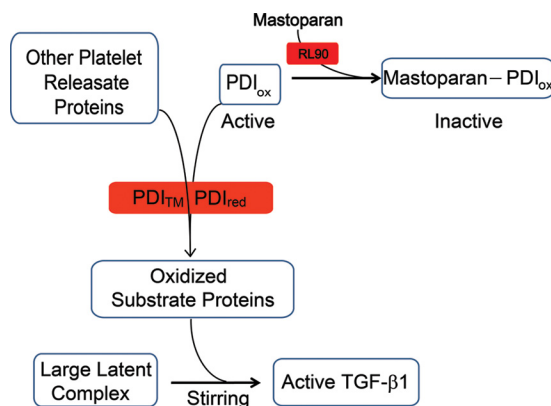 Mastoparan
RL90
Other Platelet
Releasate
Proteins
PDIox
Mastoparan–PDIox
Active
Inactive
PDITM PDIred
Oxidized
Substrate Proteins
Large Latent
Complex
Stirring
Active TGF-β1